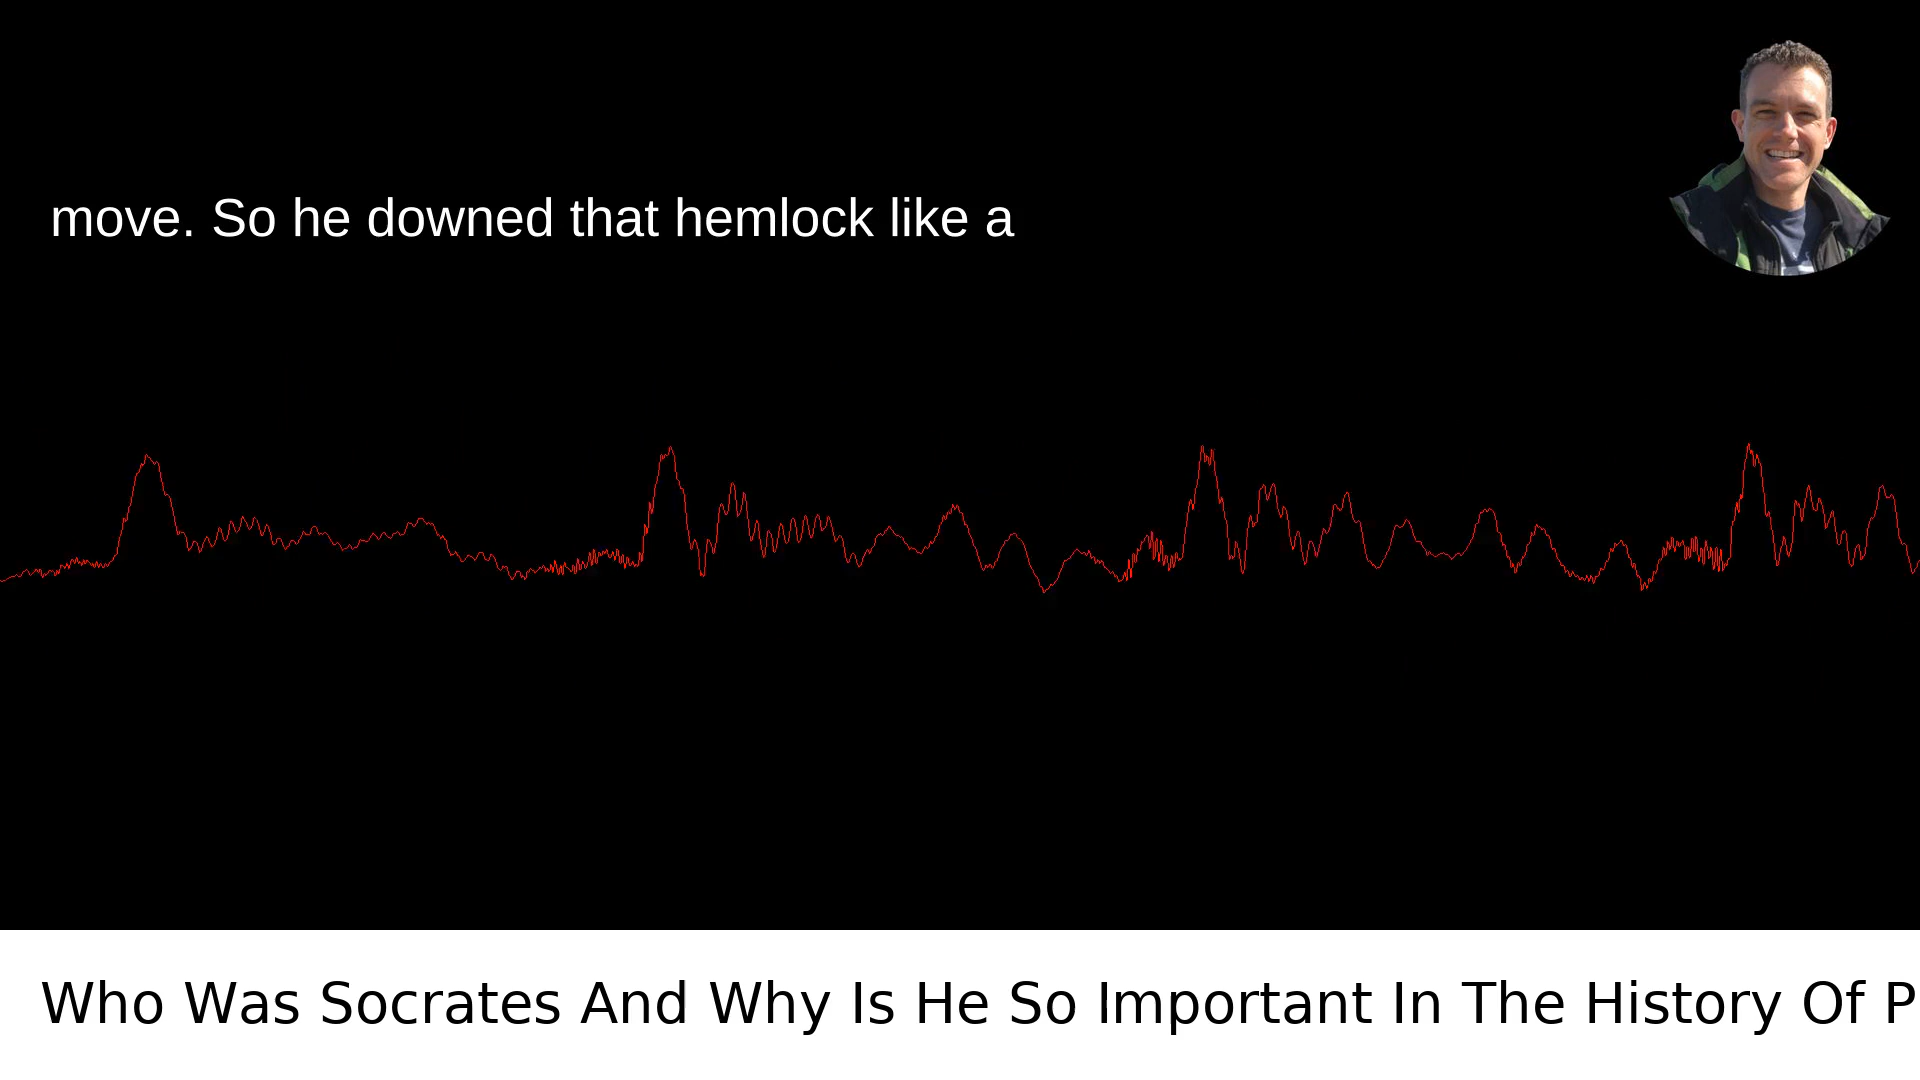 move. So he downed that hemlock like a
Who Was Socrates And Why Is He So Important In The History Of P